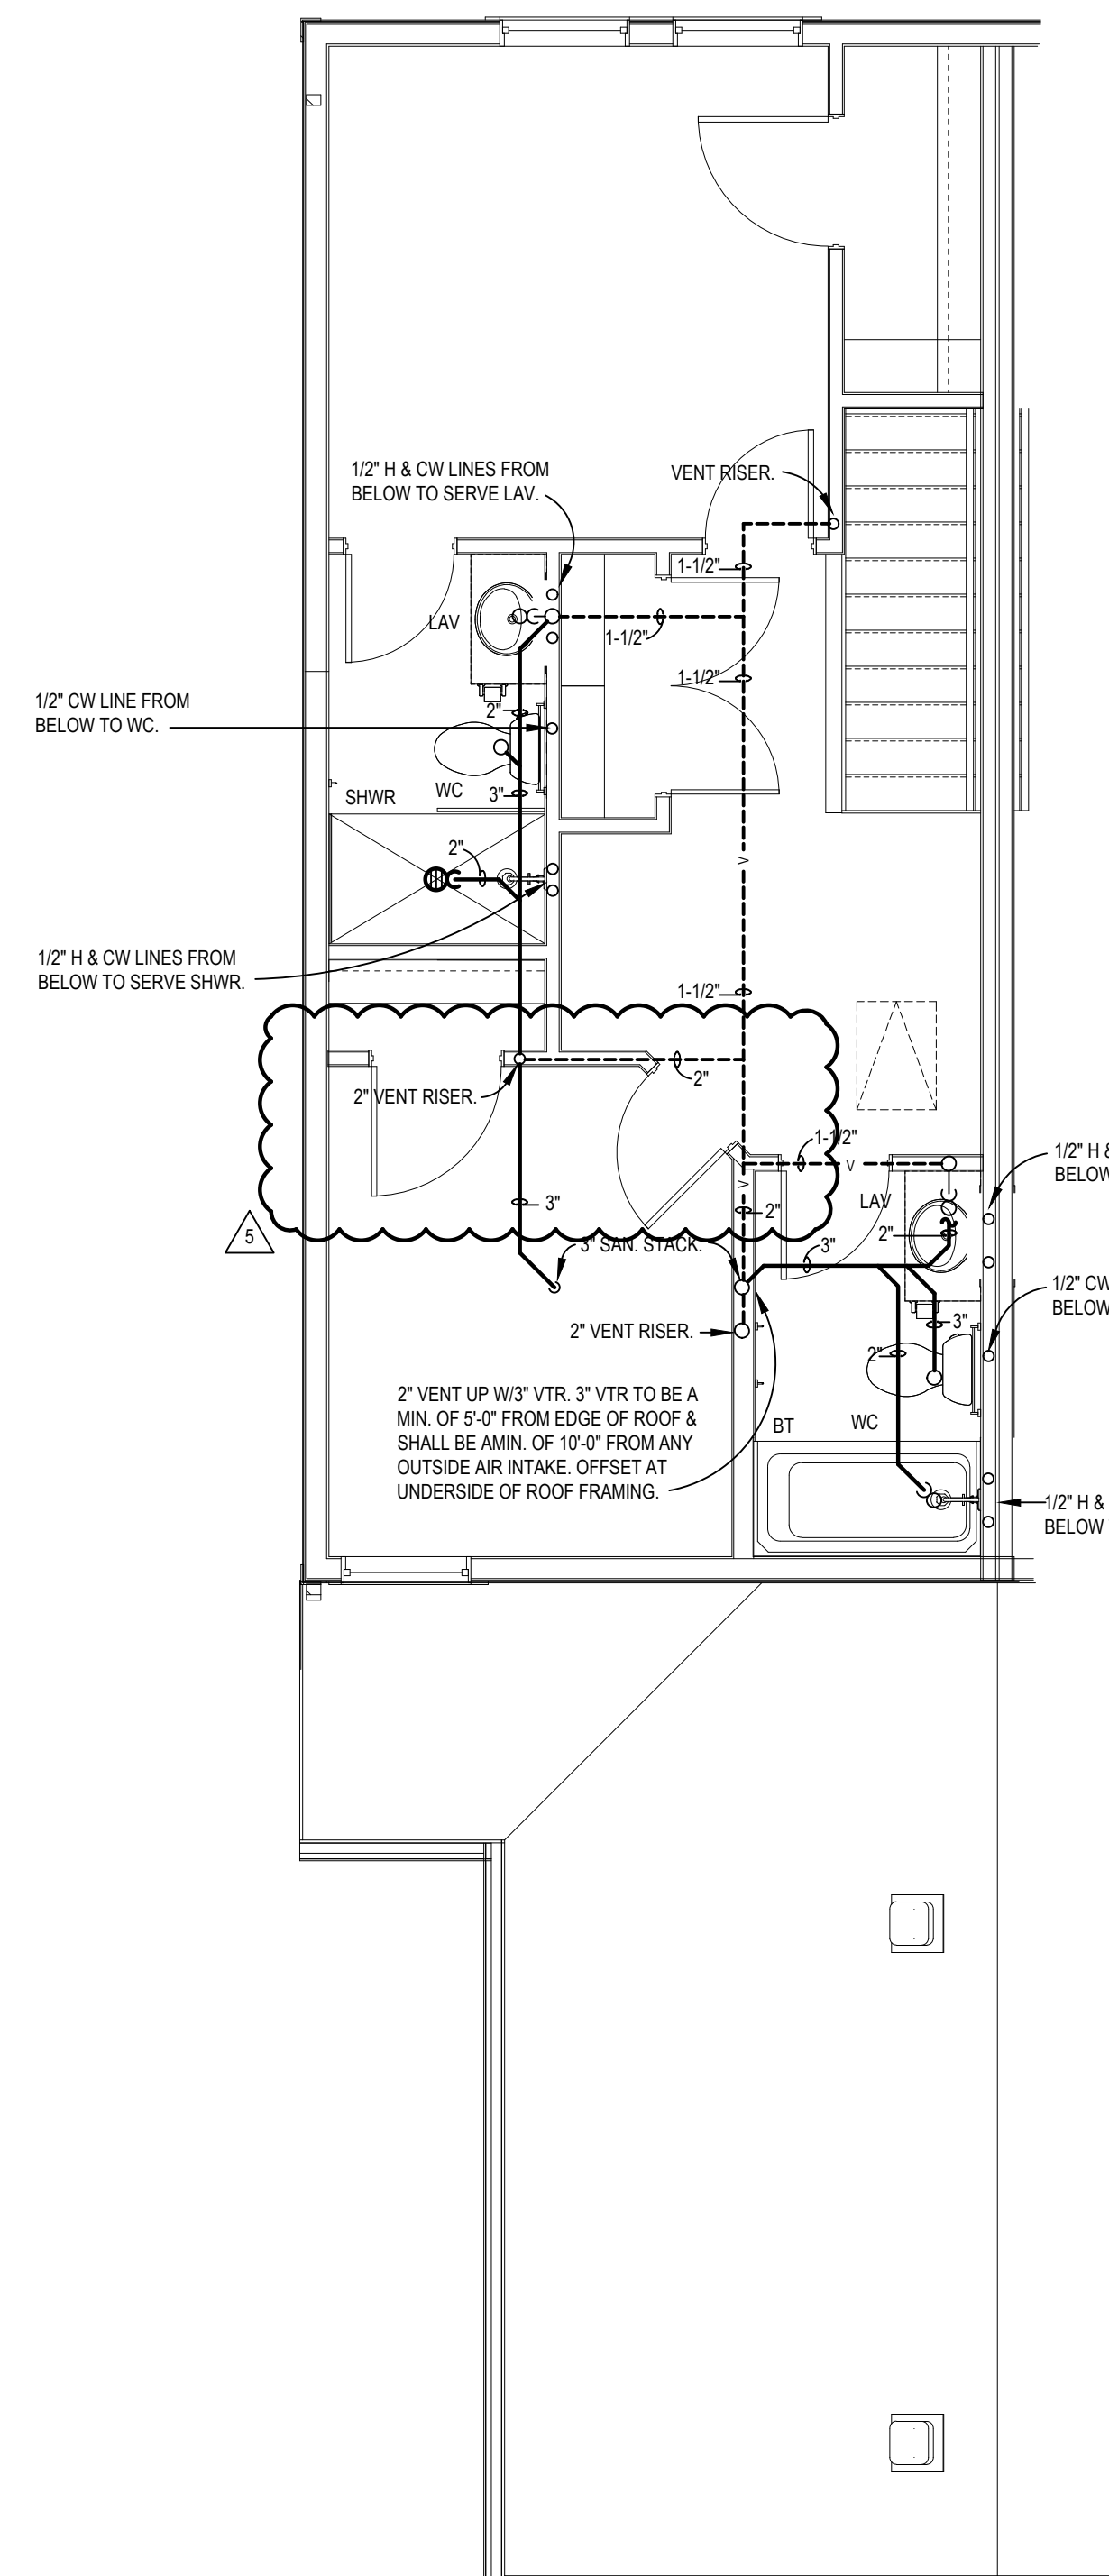 1/2" H & CW LINES FROM
BELOW TO SERVE LAV.
VENT RISER.
1-1/2"
LAV
1-1/2"
1-1/2"
1/2" CW LINE FROM
BELOW TO WC.
2"
WC
3"
SHWR
2"
V
1/2" H & CW LINES FROM
BELOW TO SERVE SHWR.
1-1/2"
2"
2" VENT RISER.
1-1/2"
V
V
1/2" H &
BELOW
LAV
3"
2"
2"
5
3" SAN. STACK.
3"
1/2" CW
BELOW
2" VENT RISER.
3"
2"
2" VENT UP W/3" VTR. 3" VTR TO BE A
MIN. OF 5'-0" FROM EDGE OF ROOF &
SHALL BE AMIN. OF 10'-0" FROM ANY
OUTSIDE AIR INTAKE. OFFSET AT
UNDERSIDE OF ROOF FRAMING.
BT
WC
1/2" H &
BELOW